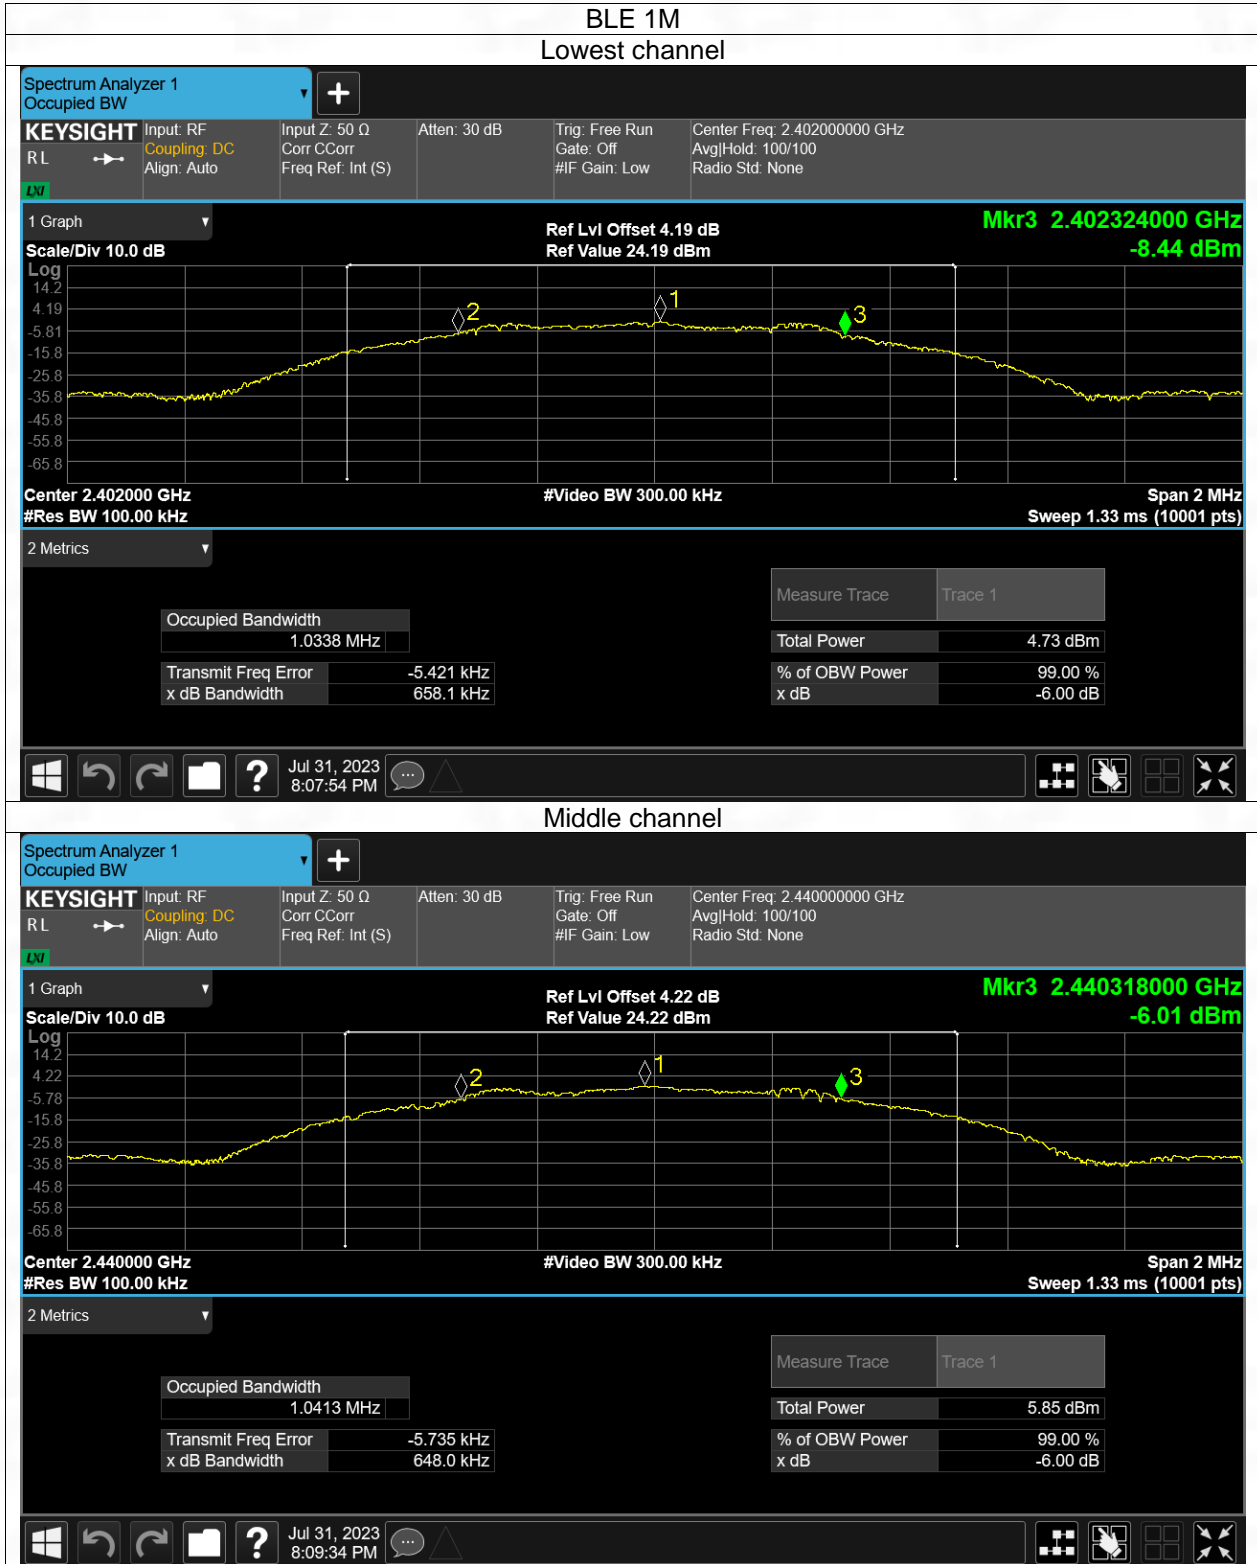 BLE 1M
Lowest channel
Spectrum Analyzer 1
Occupied BW
+
KEYSIGHT Input: RF Input Z: 50 Ω Atten: 30 dB Trig: Free Run Center Freq: 2.402000000 GHz
RL Coupling: DC Corr CCorr Gate: Off Avg|Hold: 100/100
Align: Auto Freq Ref: Int (S) #IF Gain: Low Radio Std: None
LXI
1 Graph Ref Lvl Offset 4.19 dB Mkr3 2.402324000 GHz
Scale/Div 10.0 dB Ref Value 24.19 dBm -8.44 dBm
Log
14.2
4.19
-5.81
-15.8
-25.8
-35.8
-45.8
-55.8
-65.8
2 1 3
Center 2.402000 GHz #Video BW 300.00 kHz Span 2 MHz
#Res BW 100.00 kHz Sweep 1.33 ms (10001 pts)
2 Metrics
Measure Trace Trace 1
Occupied Bandwidth
1.0338 MHz Total Power 4.73 dBm
Transmit Freq Error -5.421 kHz % of OBW Power 99.00 %
x dB Bandwidth 658.1 kHz x dB -6.00 dB
? Jul 31, 2023
8:07:54 PM
Middle channel
Spectrum Analyzer 1
Occupied BW
+
KEYSIGHT Input: RF Input Z: 50 Ω Atten: 30 dB Trig: Free Run Center Freq: 2.440000000 GHz
RL Coupling: DC Corr CCorr Gate: Off Avg|Hold: 100/100
Align: Auto Freq Ref: Int (S) #IF Gain: Low Radio Std: None
LXI
1 Graph Ref Lvl Offset 4.22 dB Mkr3 2.440318000 GHz
Scale/Div 10.0 dB Ref Value 24.22 dBm -6.01 dBm
Log
14.2
4.22
-5.78
-15.8
-25.8
-35.8
-45.8
-55.8
-65.8
2 1 3
Center 2.440000 GHz #Video BW 300.00 kHz Span 2 MHz
#Res BW 100.00 kHz Sweep 1.33 ms (10001 pts)
2 Metrics
Measure Trace Trace 1
Occupied Bandwidth
1.0413 MHz Total Power 5.85 dBm
Transmit Freq Error -5.735 kHz % of OBW Power 99.00 %
x dB Bandwidth 648.0 kHz x dB -6.00 dB
? Jul 31, 2023
8:09:34 PM